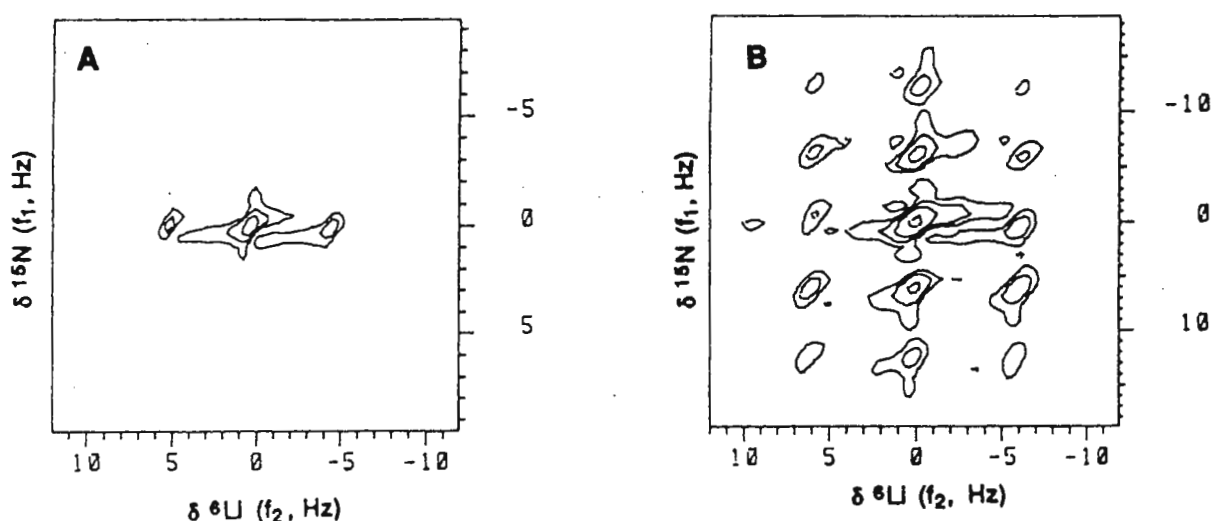 A
-5
0
5
δ ¹⁵N (f₁, Hz)
10 5 0 -5 -10
δ ⁶Li (f₂, Hz)
B
-10
0
10
δ ¹⁵N (f₁, Hz)
10 5 0 -5 -10
δ ⁶Li (f₂, Hz)